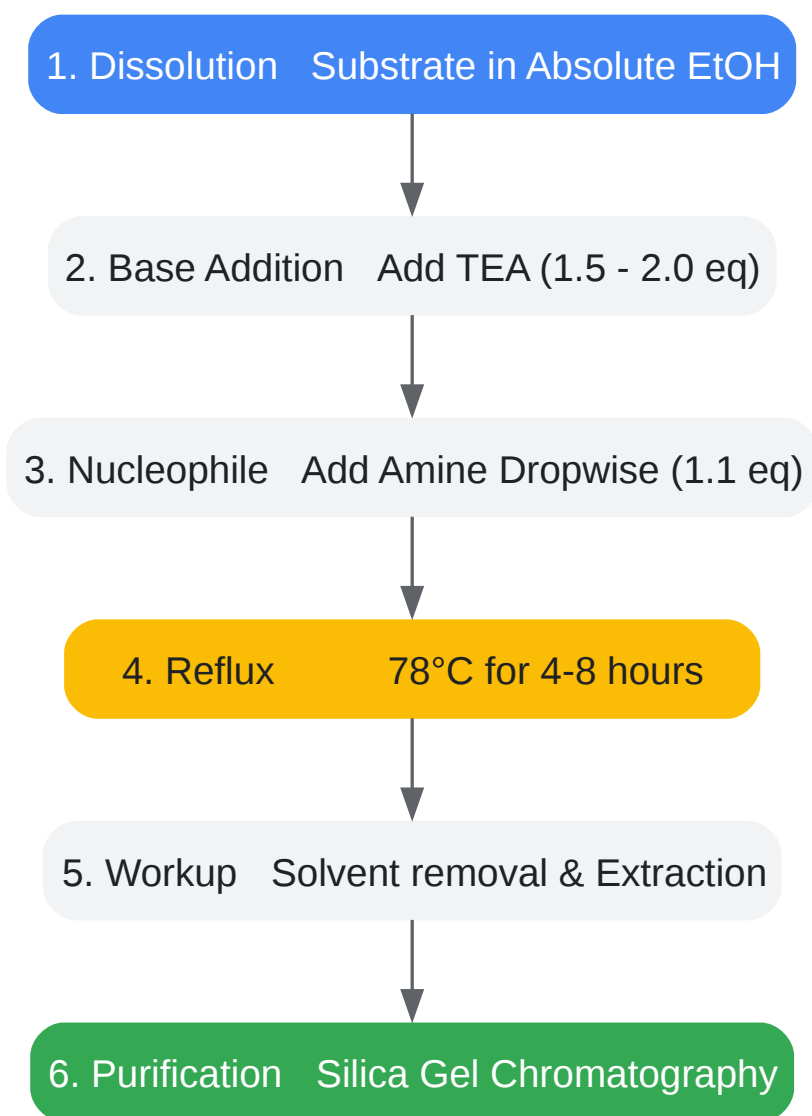 1. Dissolution Substrate in Absolute EtOH
2. Base Addition Add TEA (1.5 - 2.0 eq)
3. Nucleophile Add Amine Dropwise (1.1 eq)
4. Reflux 78°C for 4-8 hours
5. Workup Solvent removal & Extraction
6. Purification Silica Gel Chromatography